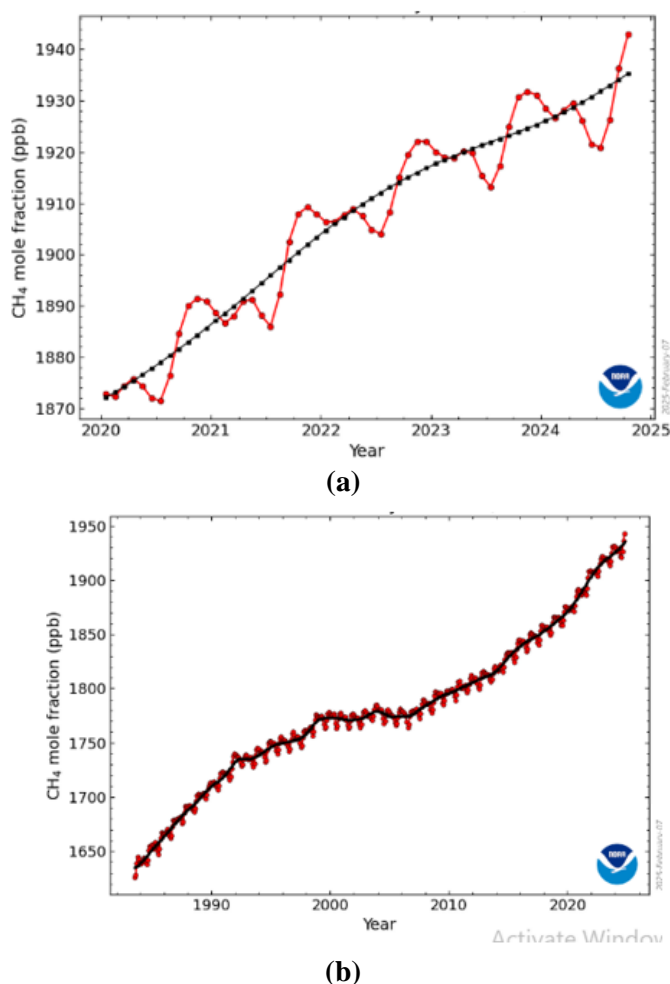 1940
1930
1920
1910
1900
1890
1880
1870
CH₄ mole fraction (ppb)
2020
2021
2022
2023
2024
2025
Year
NOAA
2025-February-07
(a)
1950
1900
1850
1800
1750
1700
1650
CH₄ mole fraction (ppb)
1990
2000
2010
2020
Year
NOAA
2025-February-07
Activate Window
(b)